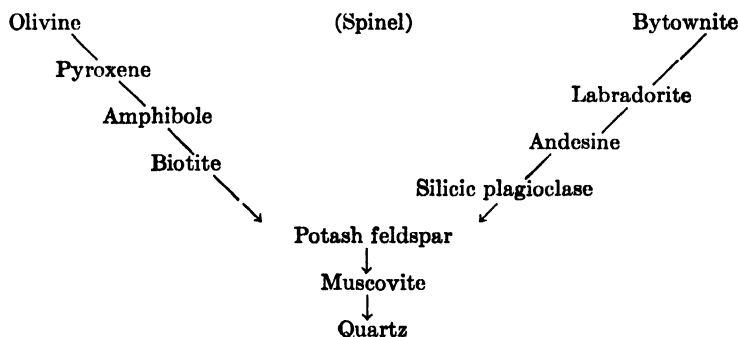 Olivine (Spinel) Bytownite
Pyroxene
Labradorite
Amphibole
Andesine
Biotite
Silicic plagioclase
Potash feldspar
Muscovite
Quartz